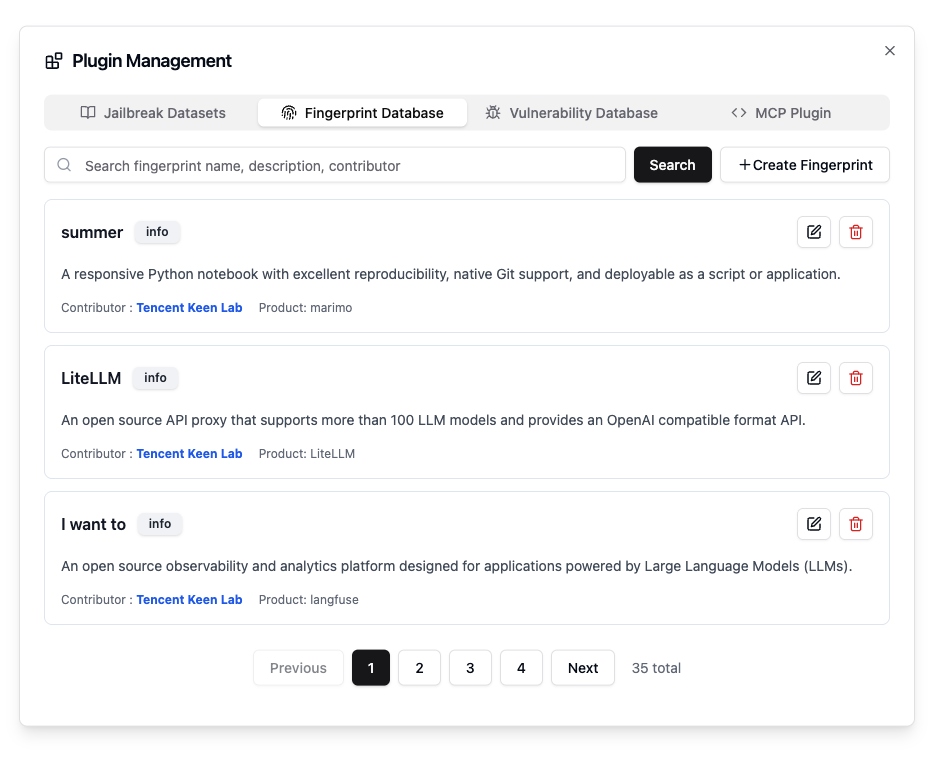 Plugin Management
Jailbreak Datasets Fingerprint Database Vulnerability Database MCP Plugin
Search fingerprint name, description, contributor Search +Create Fingerprint
summer info
A responsive Python notebook with excellent reproducibility, native Git support, and deployable as a script or application.
Contributor : Tencent Keen Lab Product: marimo
LiteLLM info
An open source API proxy that supports more than 100 LLM models and provides an OpenAI compatible format API.
Contributor : Tencent Keen Lab Product: LiteLLM
I want to info
An open source observability and analytics platform designed for applications powered by Large Language Models (LLMs).
Contributor : Tencent Keen Lab Product: langfuse
Previous 1 2 3 4 Next 35 total